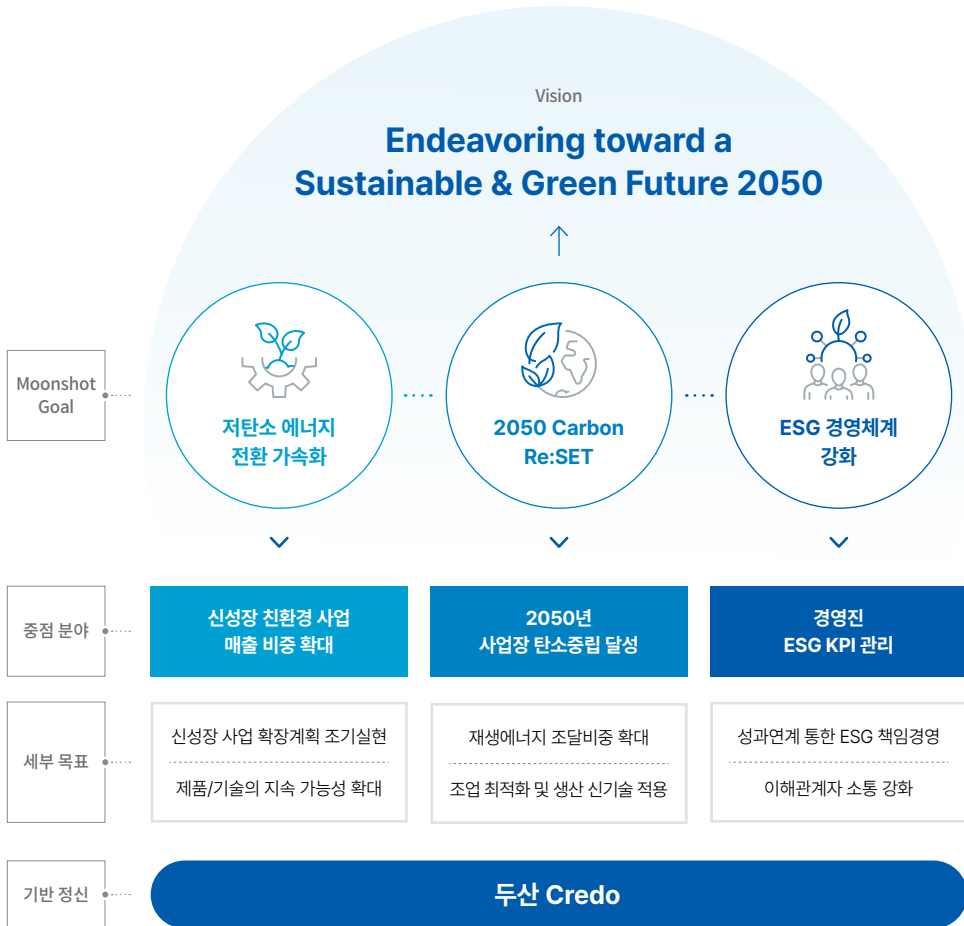 Vision
Endeavoring toward a
Sustainable & Green Future 2050
Moonshot
Goal
저탄소 에너지
전환 가속화
2050 Carbon
Re:SET
ESG 경영체계
강화
중점 분야
신성장 친환경 사업
매출 비중 확대
2050년
사업장 탄소중립 달성
경영진
ESG KPI 관리
세부 목표
신성장 사업 확장계획 조기실현
제품/기술의 지속 가능성 확대
재생에너지 조달비중 확대
조업 최적화 및 생산 신기술 적용
성과연계 통한 ESG 책임경영
이해관계자 소통 강화
기반 정신
두산 Credo